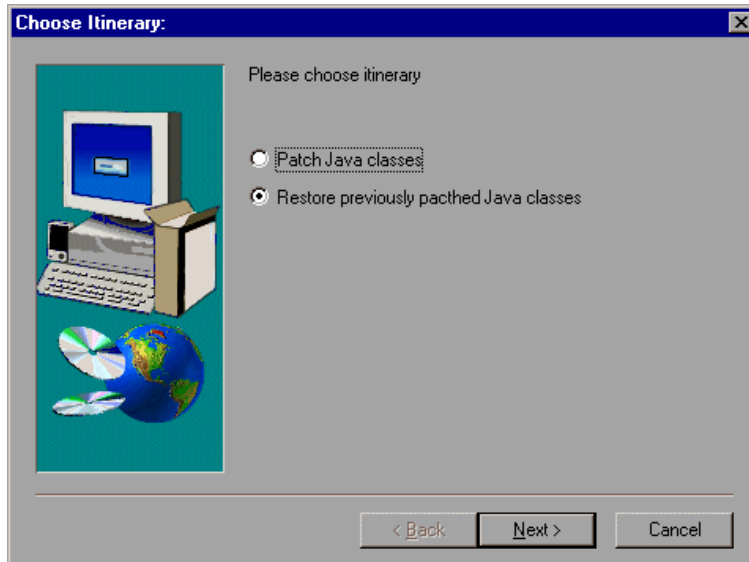 Choose Itinerary:
Please choose itinerary
Patch Java classes
Restore previously pacthed Java classes
< Back
Next >
Cancel